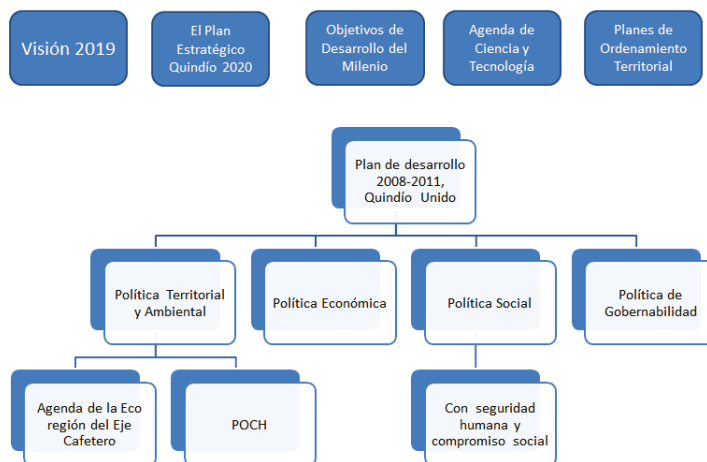 Visión 2019
El Plan
Estratégico
Quindío 2020
Objetivos de
Desarrollo del
Milenio
Agenda de
Ciencia y
Tecnología
Planes de
Ordenamiento
Territorial
Plan de desarrollo
2008-2011,
Quindío Unido
Política Territorial
y Ambiental
Política Económica
Política Social
Política de
Gobernabilidad
Agenda de la Eco
región del Eje
Cafetero
POCH
Con seguridad
humana y
compromiso social